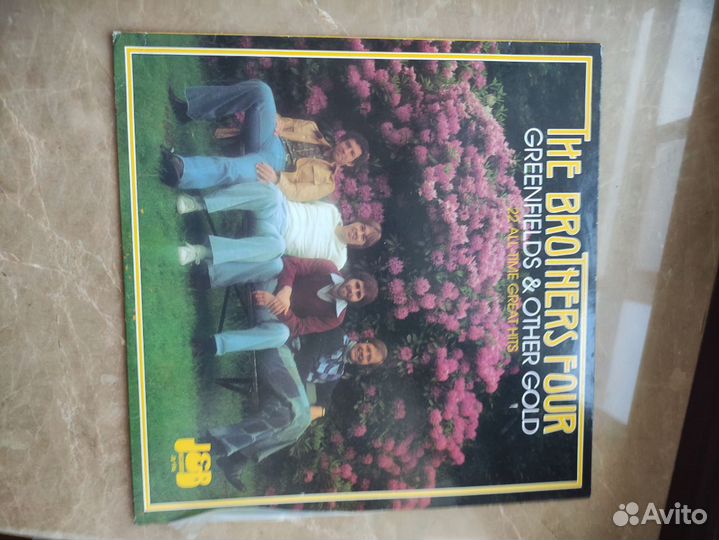 THE BROTHERS FOUR
GREENFIELDS & OTHER GOLD
22 ALL-TIME GREAT HITS
J&B
Avito